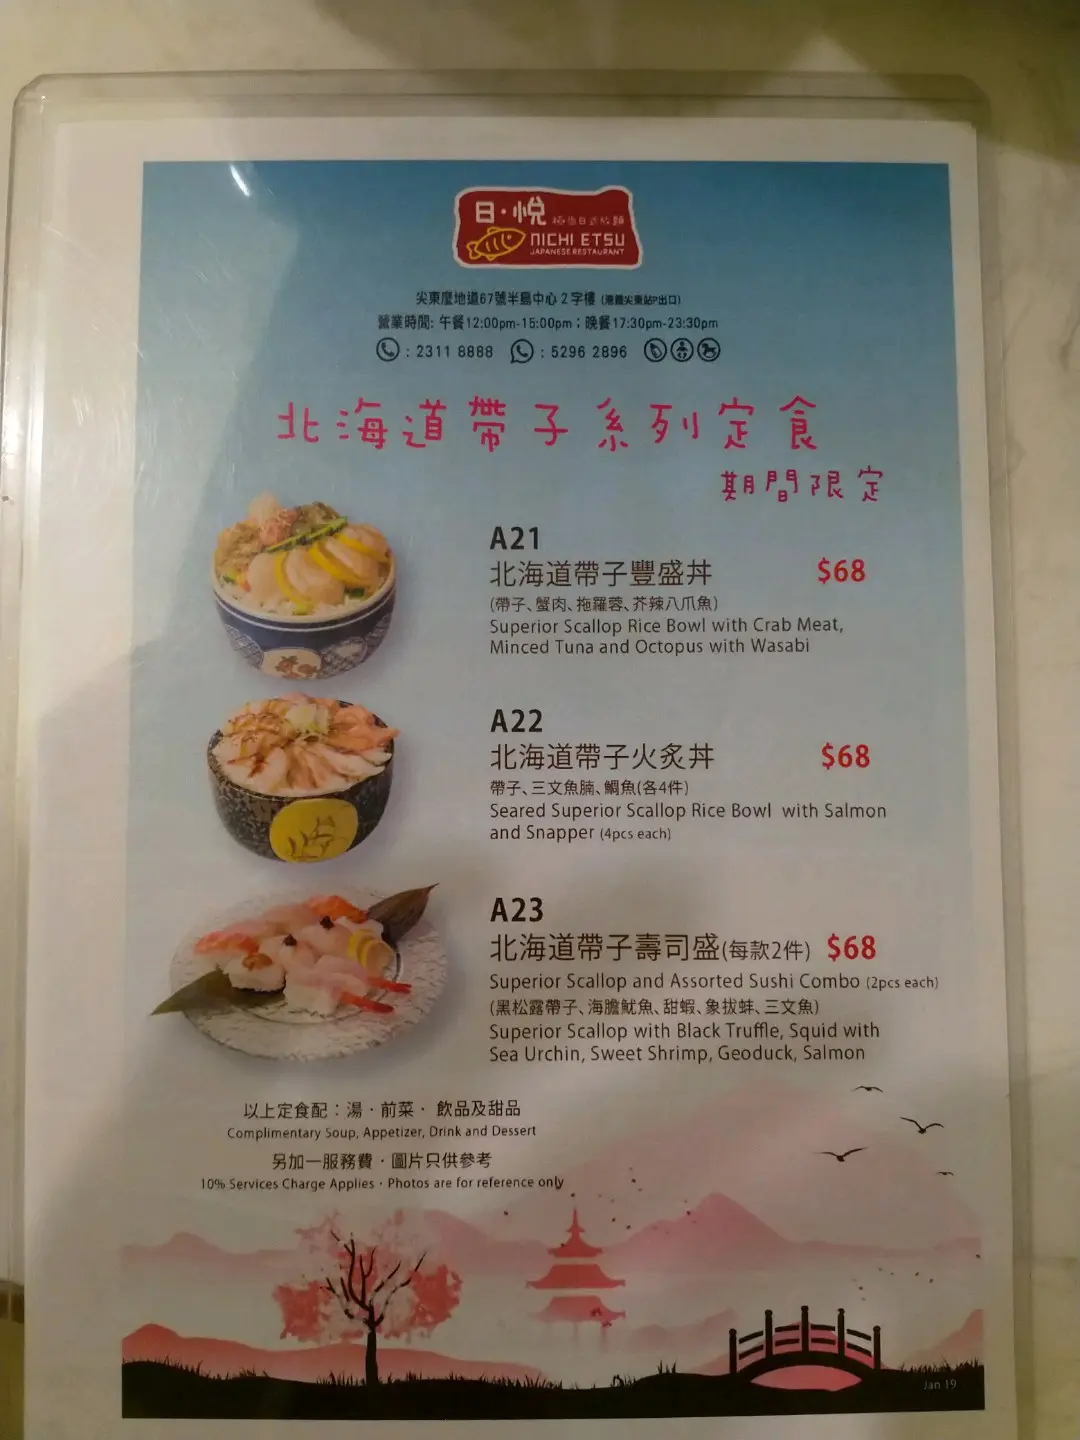 日·悅
NICHI ETSU
JAPANESE RESTAURANT
尖東麼地道67號半島中心 2 字樓 (港鐵尖東站P出口)
營業時間: 午餐12:00pm-15:00pm；晚餐17:30pm-23:30pm
: 2311 8888 : 5296 2896
北海道帶子系列定食
期間限定
A21
北海道帶子豐盛丼 $68
(帶子、蟹肉、拖羅蓉、芥辣八爪魚)
Superior Scallop Rice Bowl with Crab Meat,
Minced Tuna and Octopus with Wasabi
A22
北海道帶子火炙丼 $68
帶子、三文魚腩、鯛魚(各4件)
Seared Superior Scallop Rice Bowl with Salmon
and Snapper (4pcs each)
A23
北海道帶子壽司盛(每款2件) $68
Superior Scallop and Assorted Sushi Combo (2pcs each)
(黑松露帶子、海膽魷魚、甜蝦、象拔蚌、三文魚)
Superior Scallop with Black Truffle, Squid with
Sea Urchin, Sweet Shrimp, Geoduck, Salmon
以上定食配：湯 · 前菜 · 飲品及甜品
Complimentary Soup, Appetizer, Drink and Dessert
另加一服務費 · 圖片只供參考
10% Services Charge Applies · Photos are for reference only
Jan 19